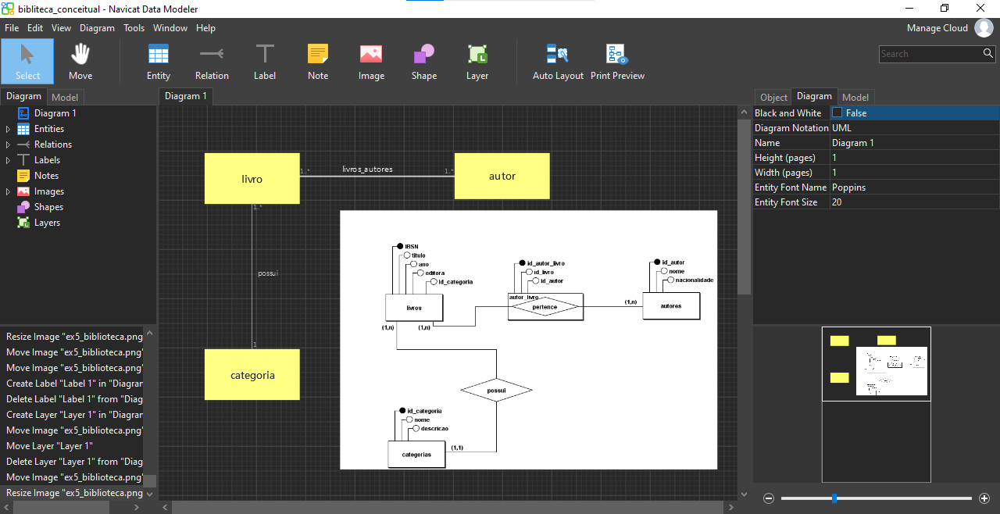 bibliteca_conceitual - Navicat Data Modeler
File Edit View Diagram Tools Window Help
Manage Cloud
Select Move Entity Relation Label Note Image Shape Layer Auto Layout Print Preview
Search
Diagram Model
Diagram 1
Entities
Relations
Labels
Notes
Images
Shapes
Layers
Resize Image "ex5_biblioteca.png
Move Image "ex5_biblioteca.png"
Move Image "ex5_biblioteca.png"
Create Label "Label 1" in "Diagran
Delete Label "Label 1" from "Diag
Create Layer "Layer 1" in "Diagran
Move Image "ex5_biblioteca.png"
Move Layer "Layer 1"
Delete Layer "Layer 1" from "Diag
Move Image "ex5_biblioteca.png"
Resize Image "ex5_biblioteca.png
Diagram 1
livro
1..*
livros_autores
1..*
autor
1..*
possui
1
categoria
IBSN
titulo
ano
editora
id_categoria
livros
(1,n)
(1,n)
id_autor_livro
id_livro
id_autor
autor_livro
pertence
(1,n)
id_autor
nome
nacionalidade
autores
possui
id_categoria
nome
descricao
categorias
(1,1)
Object Diagram Model
Black and White False
Diagram Notation UML
Name Diagram 1
Height (pages) 1
Width (pages) 1
Entity Font Name Poppins
Entity Font Size 20